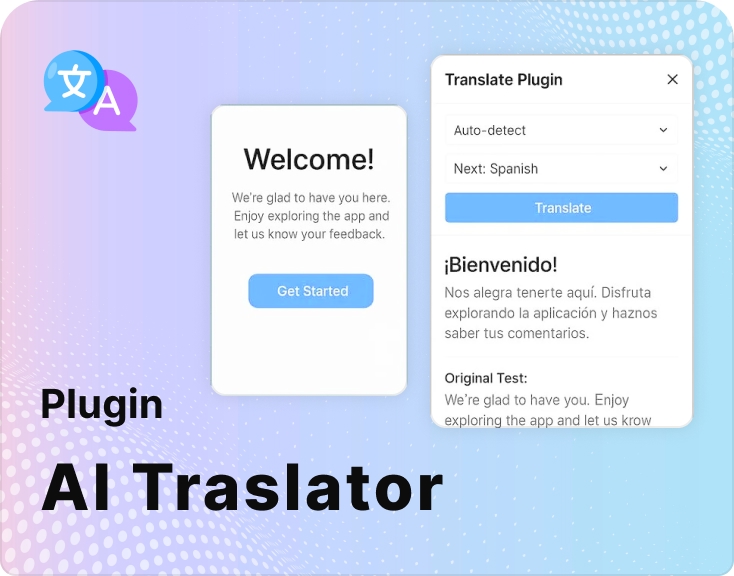 文
A
Welcome!
We're glad to have you here.
Enjoy exploring the app and
let us know your feedback.
Get Started
Translate Plugin
Auto-detect
Next: Spanish
Translate
¡Bienvenido!
Nos alegra tenerte aquí. Disfruta
explorando la aplicación y haznos
saber tus comentarios.
Original Test:
We're glad to have you. Enjoy
exploring the app and let us krow
Plugin
AI Traslator